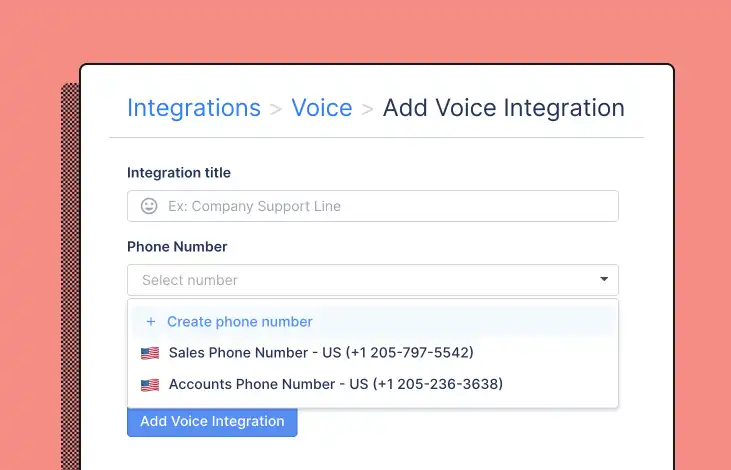 Integrations > Voice > Add Voice Integration
Integration title
Ex: Company Support Line
Phone Number
Select number
+ Create phone number
Sales Phone Number - US (+1 205-797-5542)
Accounts Phone Number - US (+1 205-236-3638)
Add Voice Integration